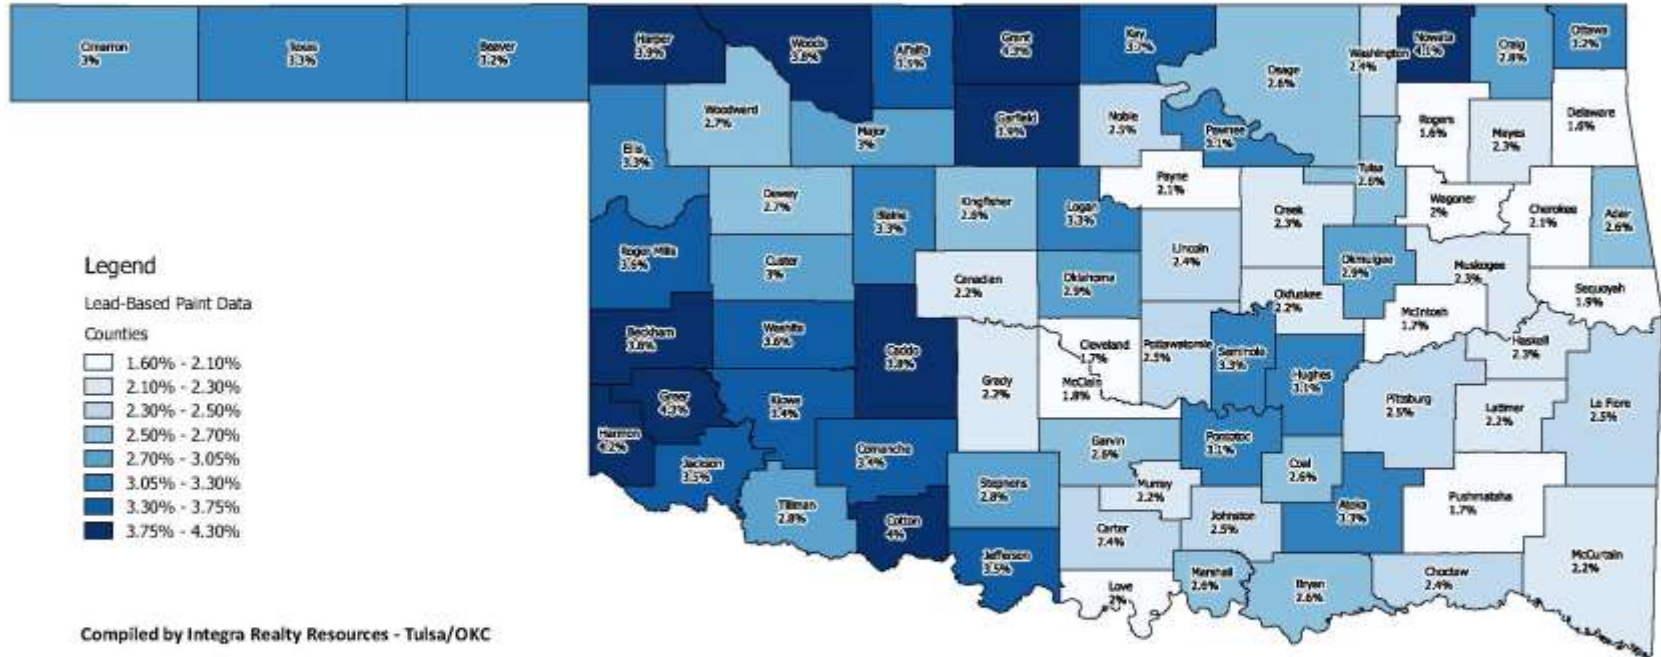 Cimarron
3%
Texas
3.3%
Beaver
3.2%
Harper
3.9%
Woods
3.8%
Alfalfa
3.5%
Grant
4.3%
Kay
3.7%
Osage
2.6%
Washington
2.4%
Nowata
4.1%
Craig
2.8%
Ottawa
3.2%
Ellis
3.3%
Woodward
2.7%
Major
3%
Garfield
3.9%
Noble
2.3%
Pawnee
3.1%
Rogers
1.6%
Mayes
2.3%
Delaware
1.6%
Dewey
2.7%
Blaine
3.3%
Kingfisher
2.6%
Logan
3.3%
Payne
2.1%
Creek
2.3%
Tulsa
2.6%
Wagoner
2%
Cherokee
2.1%
Adair
2.6%
Roger Mills
3.6%
Custer
3%
Canadian
2.2%
Oklahoma
2.9%
Lincoln
2.4%
Okmulgee
2.9%
Muskogee
2.3%
Okfuskee
2.2%
McIntosh
1.7%
Sequoyah
1.9%
Beckham
3.8%
Washita
3.6%
Caddo
3.8%
Grady
2.2%
Cleveland
1.7%
McClain
1.8%
Pottawatomie
2.5%
Seminole
3.3%
Hughes
3.1%
Haskell
2.3%
Pittsburg
2.5%
Latimer
2.2%
Le Flore
2.5%
Greer
4.3%
Kiowa
3.4%
Harmon
4.2%
Jackson
3.5%
Comanche
3.4%
Garvin
2.6%
Pontotoc
3.1%
Coal
2.6%
Stephens
2.8%
Murray
2.2%
Tillman
2.8%
Cotton
4%
Carter
2.4%
Johnston
2.5%
Atoka
3.3%
Pushmataha
1.7%
McCurtain
2.2%
Jefferson
3.5%
Love
2%
Marshall
2.6%
Bryan
2.6%
Choctaw
2.4%
Legend
Lead-Based Paint Data
Counties
1.60% - 2.10%
2.10% - 2.30%
2.30% - 2.50%
2.50% - 2.70%
2.70% - 3.05%
3.05% - 3.30%
3.30% - 3.75%
3.75% - 4.30%
Compiled by Integra Realty Resources - Tulsa/OKC